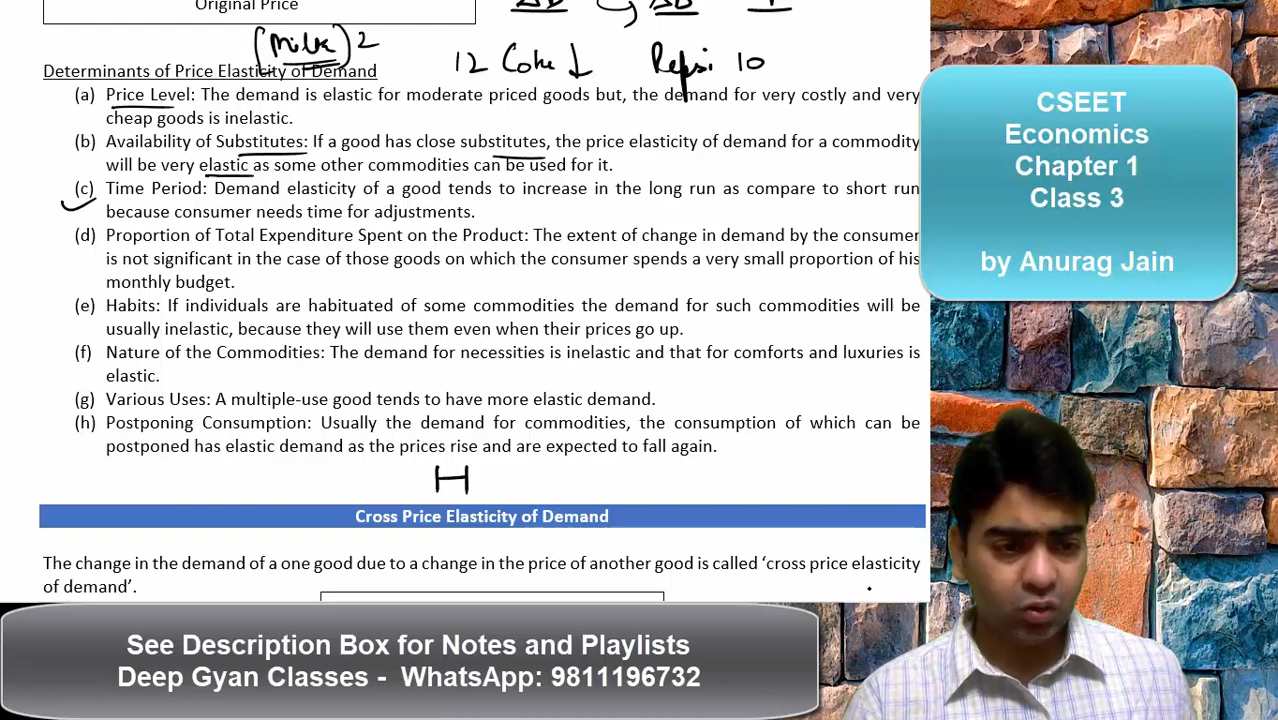 Original Price
(Milk) 2
12 Coke ↓ Pepsi 10
Determinants of Price Elasticity of Demand
(a) Price Level: The demand is elastic for moderate priced goods but, the demand for very costly and very
cheap goods is inelastic.
(b) Availability of Substitutes: If a good has close substitutes, the price elasticity of demand for a commodity
will be very elastic as some other commodities can be used for it.
(c) Time Period: Demand elasticity of a good tends to increase in the long run as compare to short run
because consumer needs time for adjustments.
(d) Proportion of Total Expenditure Spent on the Product: The extent of change in demand by the consumer
is not significant in the case of those goods on which the consumer spends a very small proportion of his
monthly budget.
(e) Habits: If individuals are habituated of some commodities the demand for such commodities will be
usually inelastic, because they will use them even when their prices go up.
(f) Nature of the Commodities: The demand for necessities is inelastic and that for comforts and luxuries is
elastic.
(g) Various Uses: A multiple-use good tends to have more elastic demand.
(h) Postponing Consumption: Usually the demand for commodities, the consumption of which can be
postponed has elastic demand as the prices rise and are expected to fall again.
H
Cross Price Elasticity of Demand
The change in the demand of a one good due to a change in the price of another good is called ‘cross price elasticity
of demand’.
CSEET
Economics
Chapter 1
Class 3
by Anurag Jain
See Description Box for Notes and Playlists
Deep Gyan Classes - WhatsApp: 9811196732